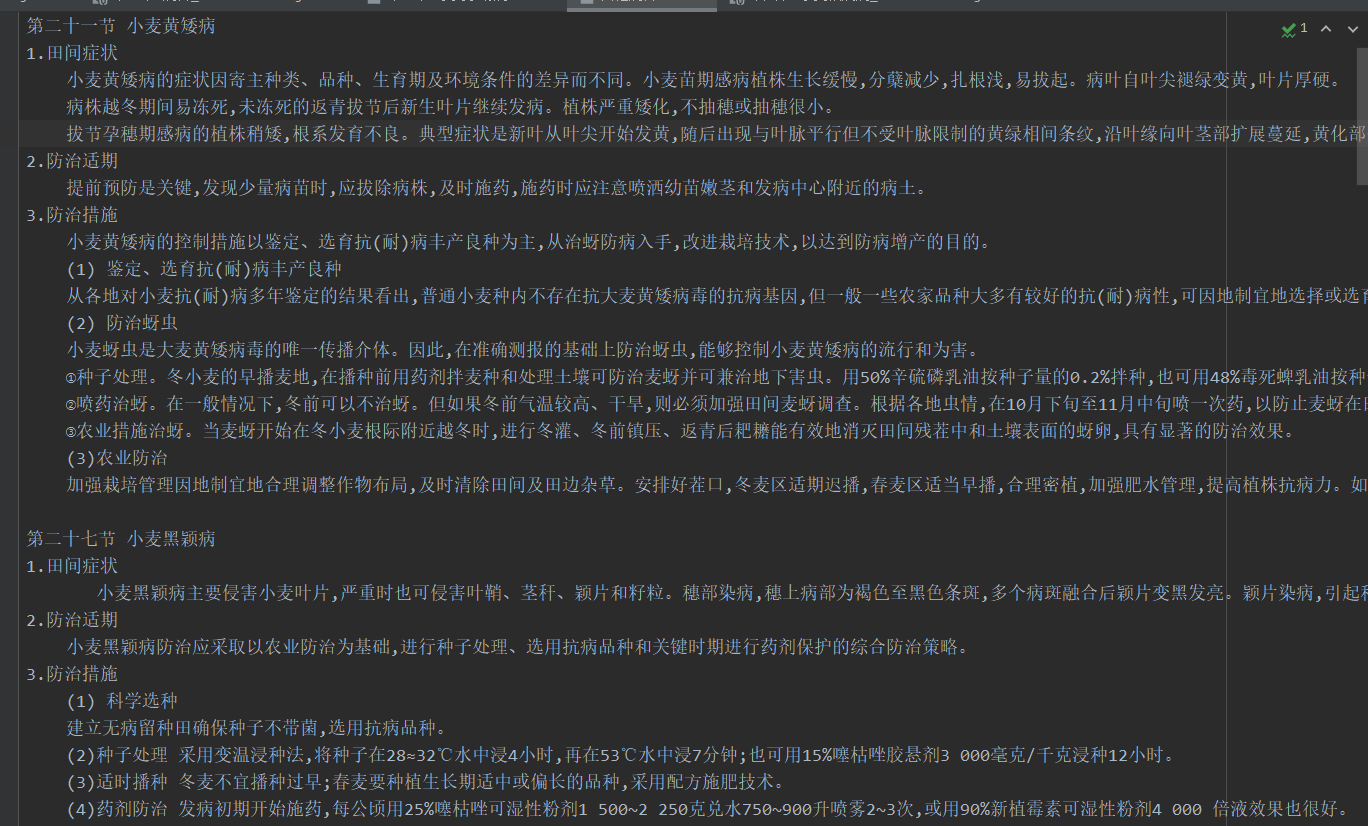 第二十一节 小麦黄矮病
1
1.田间症状
小麦黄矮病的症状因寄主种类、品种、生育期及环境条件的差异而不同。小麦苗期感病植株生长缓慢,分蘖减少,扎根浅,易拔起。病叶自叶尖褪绿变黄,叶片厚硬。
病株越冬期间易冻死,未冻死的返青拔节后新生叶片继续发病。植株严重矮化,不抽穗或抽穗很小。
拔节孕穗期感病的植株稍矮,根系发育不良。典型症状是新叶从叶尖开始发黄,随后出现与叶脉平行但不受叶脉限制的黄绿相间条纹,沿叶缘向叶茎部扩展蔓延,黄化部
2.防治适期
提前预防是关键,发现少量病苗时,应拔除病株,及时施药,施药时应注意喷洒幼苗嫩茎和发病中心附近的病土。
3.防治措施
小麦黄矮病的控制措施以鉴定、选育抗(耐)病丰产良种为主,从治蚜防病入手,改进栽培技术,以达到防病增产的目的。
(1) 鉴定、选育抗(耐)病丰产良种
从各地对小麦抗(耐)病多年鉴定的结果看出,普通小麦种内不存在抗大麦黄矮病毒的抗病基因,但一般一些农家品种大多有较好的抗(耐)病性,可因地制宜地选择或选育
(2) 防治蚜虫
小麦蚜虫是大麦黄矮病毒的唯一传播介体。因此,在准确测报的基础上防治蚜虫,能够控制小麦黄矮病的流行和为害。
①种子处理。冬小麦的早播麦地,在播种前用药剂拌麦种和处理土壤可防治麦蚜并可兼治地下害虫。用50%辛硫磷乳油按种子量的0.2%拌种,也可用48%毒死蜱乳油按种
②喷药治蚜。在一般情况下,冬前可以不治蚜。但如果冬前气温较高、干旱,则必须加强田间麦蚜调查。根据各地虫情,在10月下旬至11月中旬喷一次药,以防止麦蚜在
③农业措施治蚜。当麦蚜开始在冬小麦根际附近越冬时,进行冬灌、冬前镇压、返青后耙耱能有效地消灭田间残茬中和土壤表面的蚜卵,具有显著的防治效果。
(3)农业防治
加强栽培管理因地制宜地合理调整作物布局,及时清除田间及田边杂草。安排好茬口,冬麦区适期迟播,春麦区适当早播,合理密植,加强肥水管理,提高植株抗病力。如
第二十七节 小麦黑颖病
1.田间症状
小麦黑颖病主要侵害小麦叶片,严重时也可侵害叶鞘、茎秆、颖片和籽粒。穗部染病,穗上病部为褐色至黑色条斑,多个病斑融合后颖片变黑发亮。颖片染病,引起种
2.防治适期
小麦黑颖病防治应采取以农业防治为基础,进行种子处理、选用抗病品种和关键时期进行药剂保护的综合防治策略。
3.防治措施
(1) 科学选种
建立无病留种田确保种子不带菌,选用抗病品种。
(2)种子处理 采用变温浸种法,将种子在28≈32℃水中浸4小时,再在53℃水中浸7分钟;也可用15%噻枯唑胶悬剂3 000毫克/千克浸种12小时。
(3)适时播种 冬麦不宜播种过早;春麦要种植生长期适中或偏长的品种,采用配方施肥技术。
(4)药剂防治 发病初期开始施药,每公顷用25%噻枯唑可湿性粉剂1 500~2 250克兑水750~900升喷雾2~3次,或用90%新植霉素可湿性粉剂4 000 倍液效果也很好。